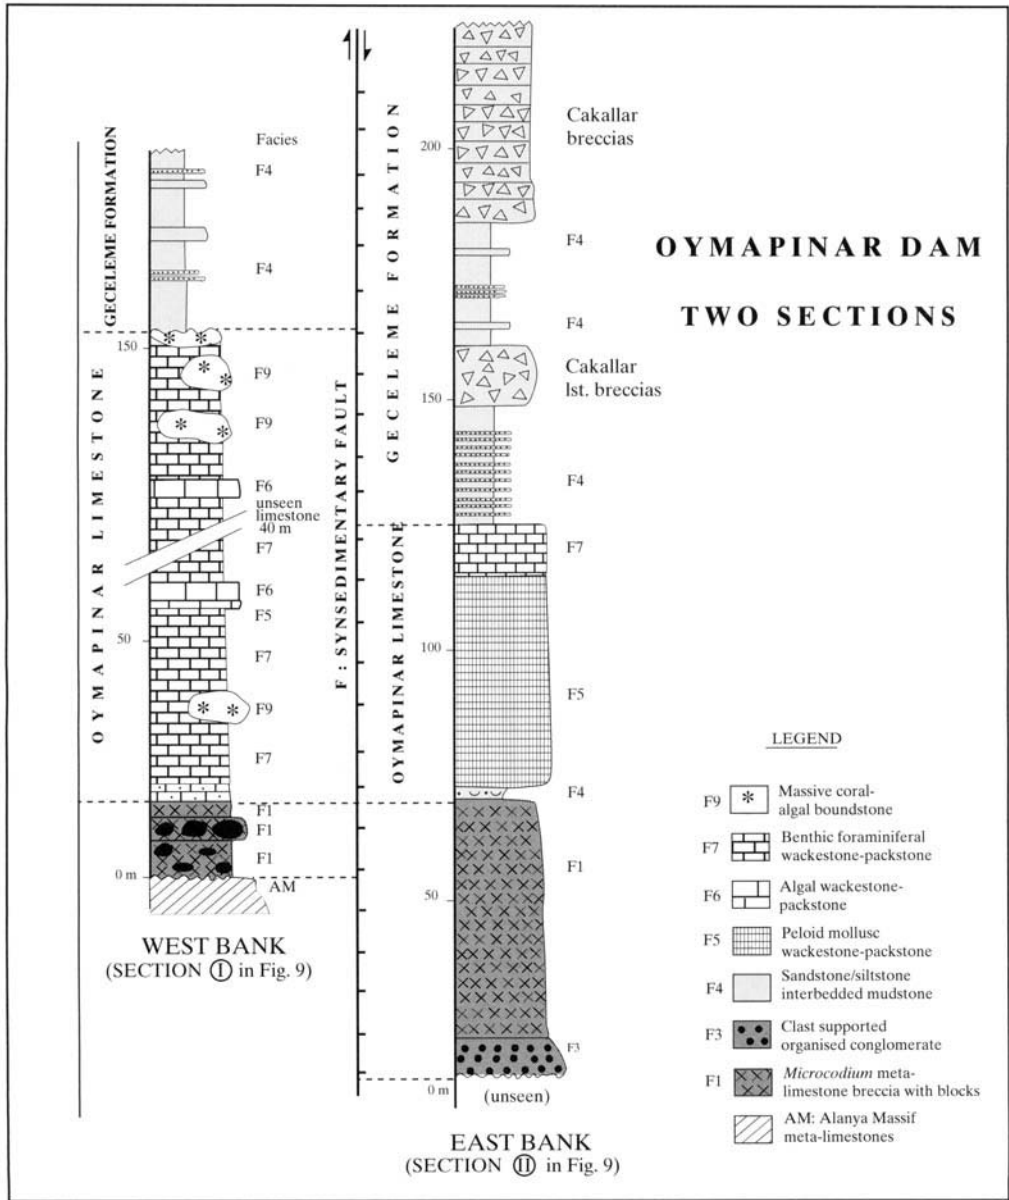 OYMAPINAR DAM
TWO SECTIONS
GECELEME FORMATION
OYMAPINAR LIMESTONE
Facies
F4
F4
150
F9
F9
F6
unseen
limestone
40 m
F7
F6
F5
50
F7
F9
F7
F1
F1
F1
0 m
AM
WEST BANK
(SECTION I in Fig. 9)
F : SYNSEDIMENTARY FAULT
GECELEME FORMATION
OYMAPINAR LIMESTONE
200
Cakallar
breccias
F4
F4
Cakallar
lst. breccias
150
F4
F7
100
F5
F4
F1
50
F3
0 m
(unseen)
EAST BANK
(SECTION II in Fig. 9)
LEGEND
F9 Massive coral-
algal boundstone
F7 Benthic foraminiferal
wackestone-packstone
F6 Algal wackestone-
packstone
F5 Peloid mollusc
wackestone-packstone
F4 Sandstone/siltstone
interbedded mudstone
F3 Clast supported
organised conglomerate
F1 Microcodium meta-
limestone breccia with blocks
AM: Alanya Massif
meta-limestones